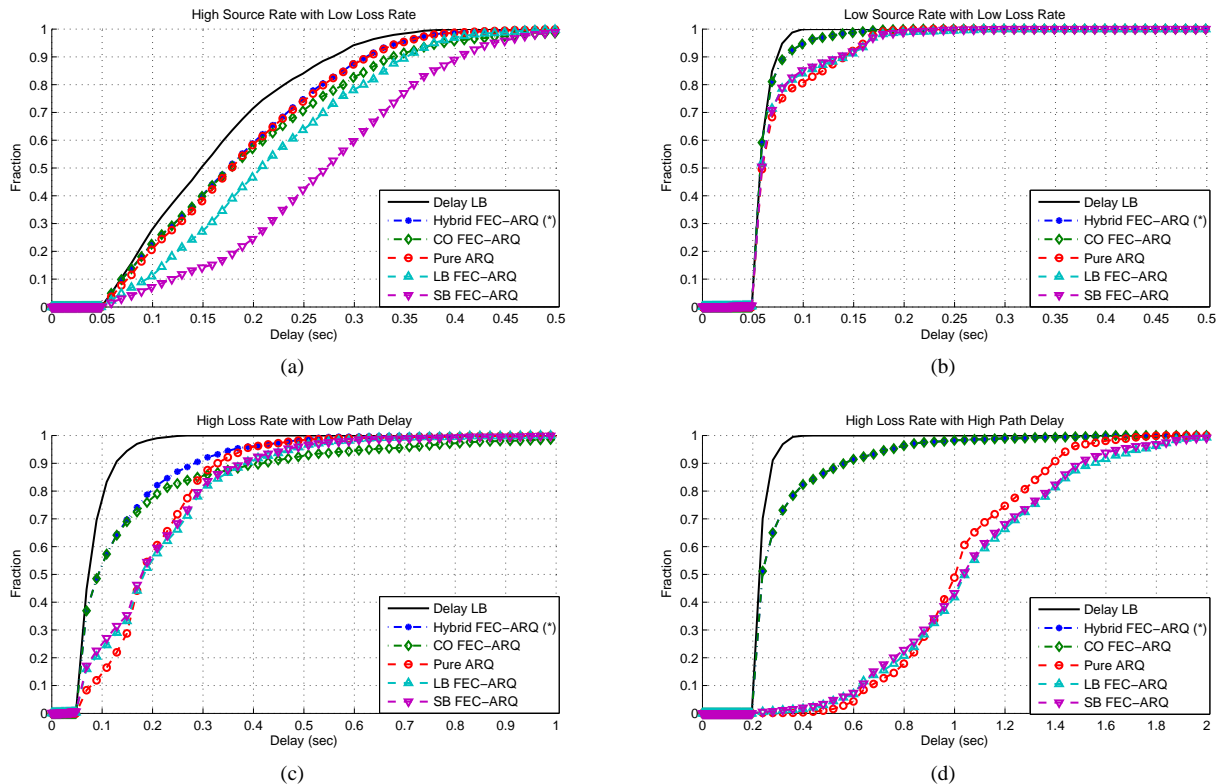 High Source Rate with Low Loss Rate
1
0.9
0.8
0.7
0.6
0.5
0.4
0.3
0.2
0.1
0
Fraction
0 0.05 0.1 0.15 0.2 0.25 0.3 0.35 0.4 0.45 0.5
Delay (sec)
Delay LB
Hybrid FEC−ARQ (*)
CO FEC−ARQ
Pure ARQ
LB FEC−ARQ
SB FEC−ARQ
(a)
Low Source Rate with Low Loss Rate
1
0.9
0.8
0.7
0.6
0.5
0.4
0.3
0.2
0.1
0
Fraction
0 0.05 0.1 0.15 0.2 0.25 0.3 0.35 0.4 0.45 0.5
Delay (sec)
Delay LB
Hybrid FEC−ARQ (*)
CO FEC−ARQ
Pure ARQ
LB FEC−ARQ
SB FEC−ARQ
(b)
High Loss Rate with Low Path Delay
1
0.9
0.8
0.7
0.6
0.5
0.4
0.3
0.2
0.1
0
Fraction
0 0.1 0.2 0.3 0.4 0.5 0.6 0.7 0.8 0.9 1
Delay (sec)
Delay LB
Hybrid FEC−ARQ (*)
CO FEC−ARQ
Pure ARQ
LB FEC−ARQ
SB FEC−ARQ
(c)
High Loss Rate with High Path Delay
1
0.9
0.8
0.7
0.6
0.5
0.4
0.3
0.2
0.1
0
Fraction
0 0.2 0.4 0.6 0.8 1 1.2 1.4 1.6 1.8 2
Delay (sec)
Delay LB
Hybrid FEC−ARQ (*)
CO FEC−ARQ
Pure ARQ
LB FEC−ARQ
SB FEC−ARQ
(d)